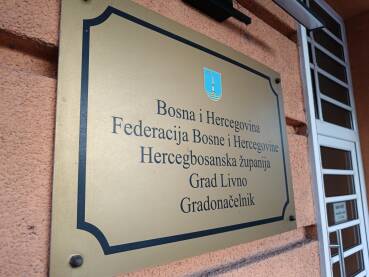 Bosna i Hercegovina
Federacija Bosne i Hercegovine
Hercegbosanska županija
Grad Livno
Gradonačelnik